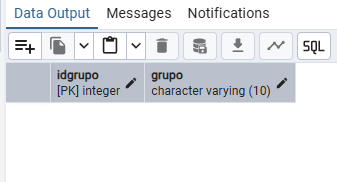 Data Output Messages Notifications
SQL
idgrupo grupo
[PK] integer character varying (10)